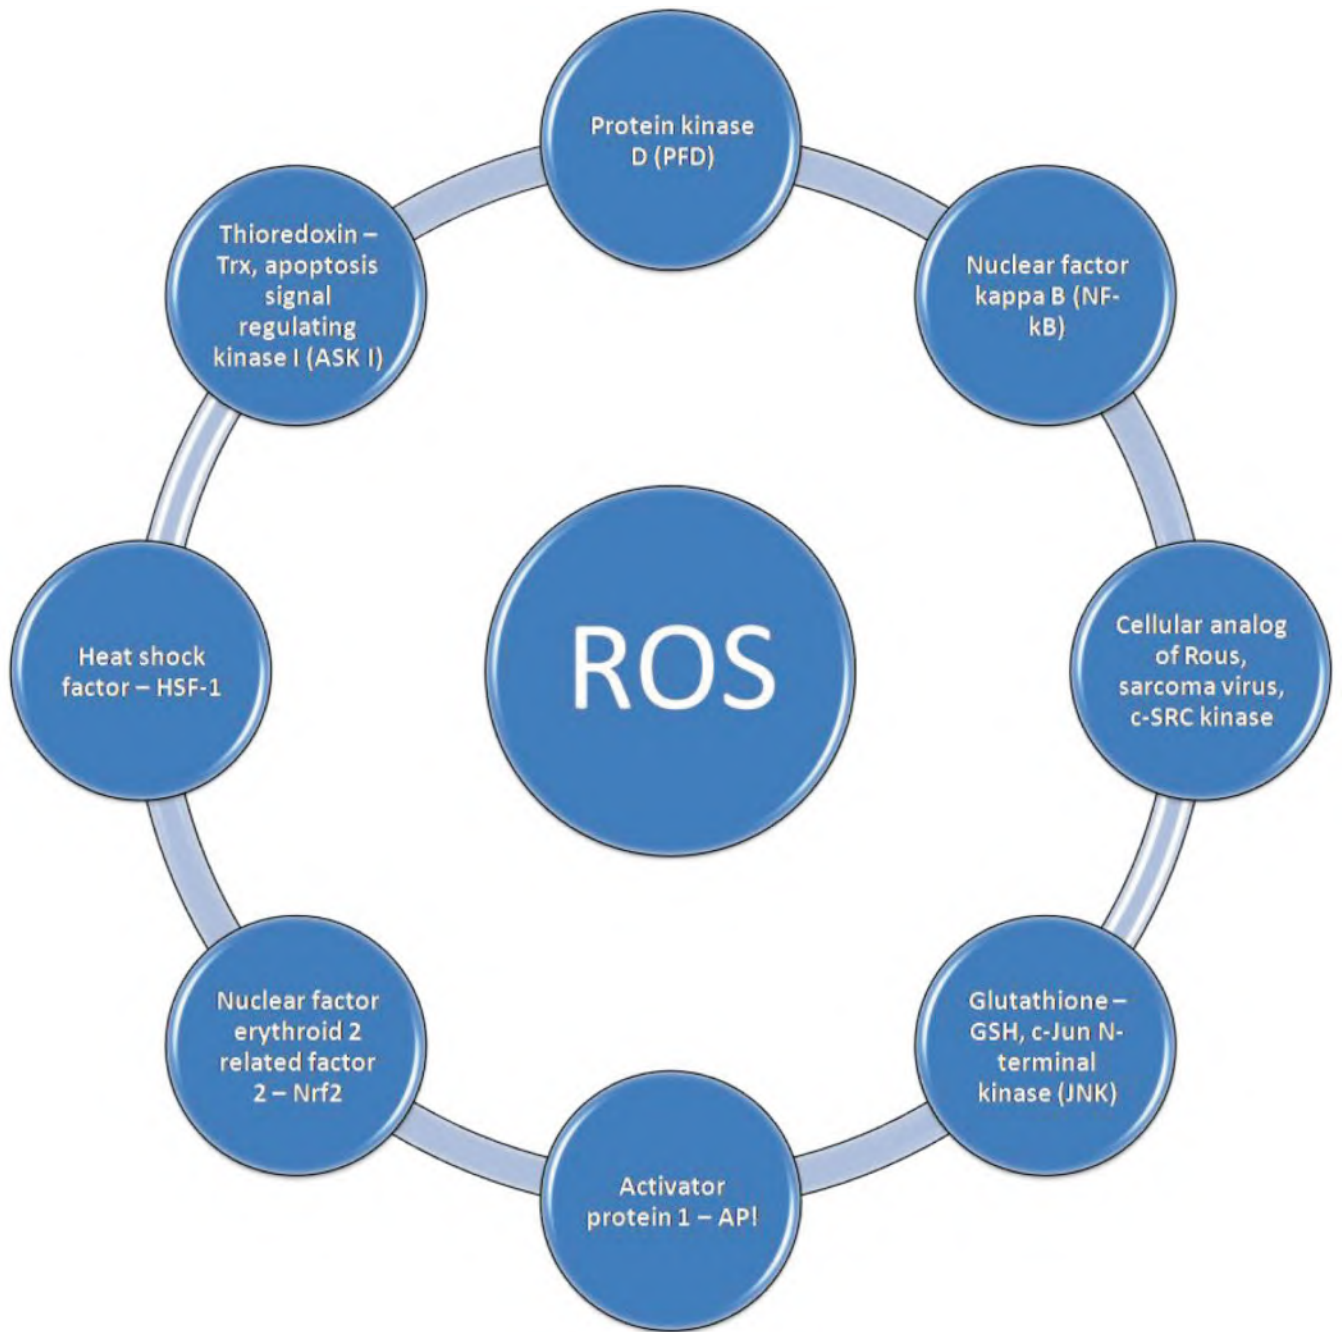 Protein kinase
D (PFD)
Nuclear factor
kappa B (NF-
kB)
Cellular analog
of Rous,
sarcoma virus,
c-SRC kinase
Glutathione –
GSH, c-Jun N-
terminal
kinase (JNK)
Activator
protein 1 – AP!
Nuclear factor
erythroid 2
related factor
2 – Nrf2
Heat shock
factor – HSF-1
Thioredoxin –
Trx, apoptosis
signal
regulating
kinase I (ASK I)
ROS